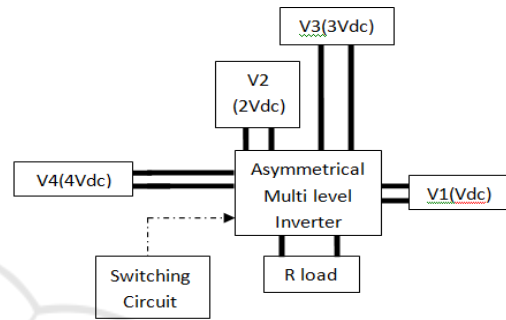 V3(3Vdc)
V2
(2Vdc)
Asymmetrical
Multi level
Inverter
V4(4Vdc)
V1(Vdc)
Switching
Circuit
R load